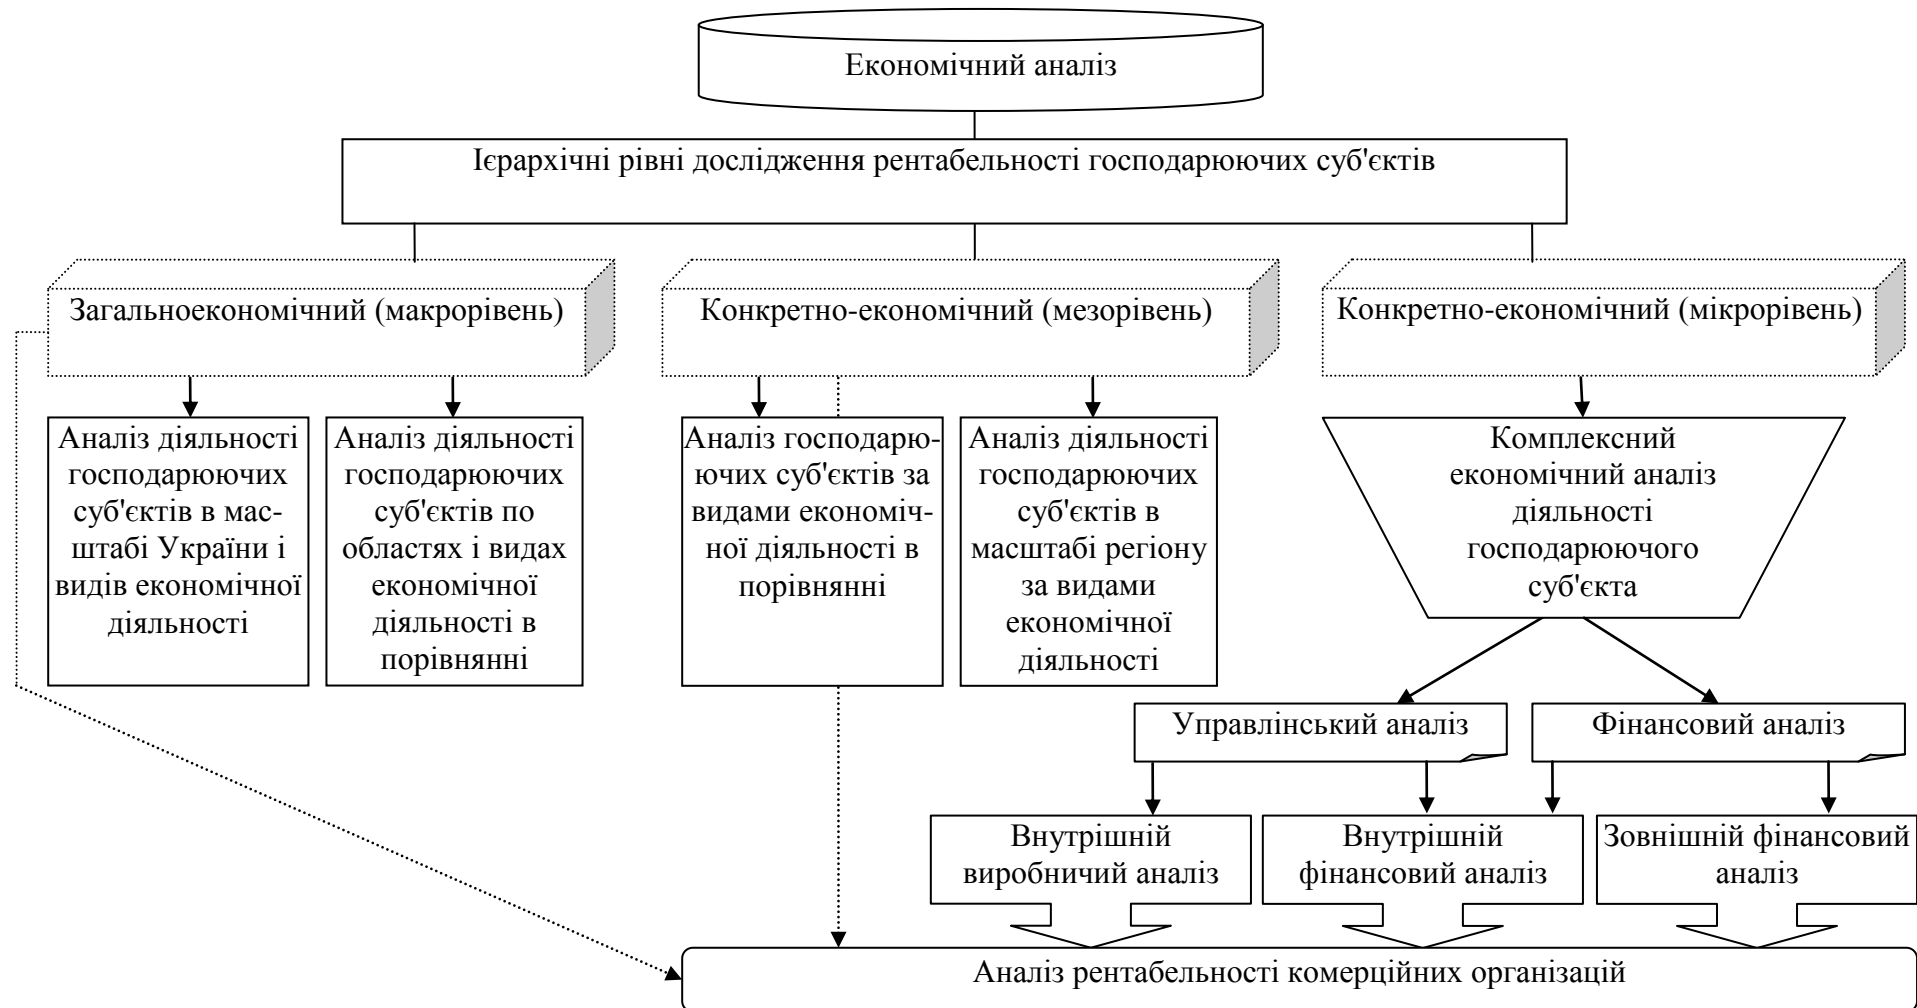 Економічний аналіз
Ієрархічні рівні дослідження рентабельності господарюючих суб'єктів
Загальноекономічний (макрорівень)
Конкретно-економічний (мезорівень)
Конкретно-економічний (мікрорівень)
Аналіз діяльності
господарюючих
суб'єктів в мас-
штабі України і
видів економічної
діяльності
Аналіз діяльності
господарюючих
суб'єктів по
областях і видах
економічної
діяльності в
порівнянні
Аналіз господарю-
ючих суб'єктів за
видами економіч-
ної діяльності в
порівнянні
Аналіз діяльності
господарюючих
суб'єктів в
масштабі регіону
за видами
економічної
діяльності
Комплексний
економічний аналіз
діяльності
господарюючого
суб'єкта
Управлінський аналіз
Фінансовий аналіз
Внутрішній
виробничий аналіз
Внутрішній
фінансовий аналіз
Зовнішній фінансовий
аналіз
Аналіз рентабельності комерційних організацій